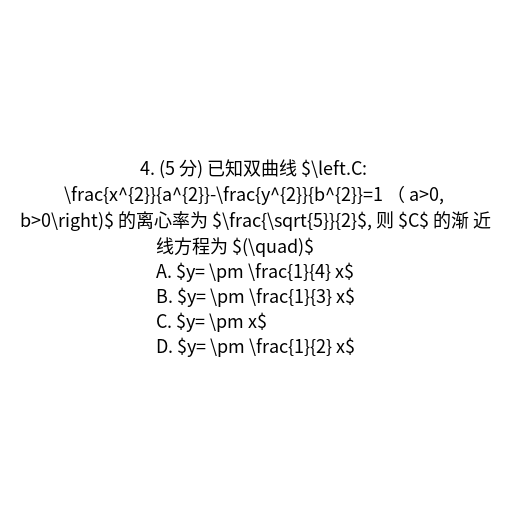 4. (5 分) 已知双曲线 $\left.C:
\frac{x^{2}}{a^{2}}-\frac{y^{2}}{b^{2}}=1 （ a>0,
b>0\right)$ 的离心率为 $\frac{\sqrt{5}}{2}$, 则 $C$ 的渐 近
线方程为 $(\quad)$
A. $y= \pm \frac{1}{4} x$
B. $y= \pm \frac{1}{3} x$
C. $y= \pm x$
D. $y= \pm \frac{1}{2} x$